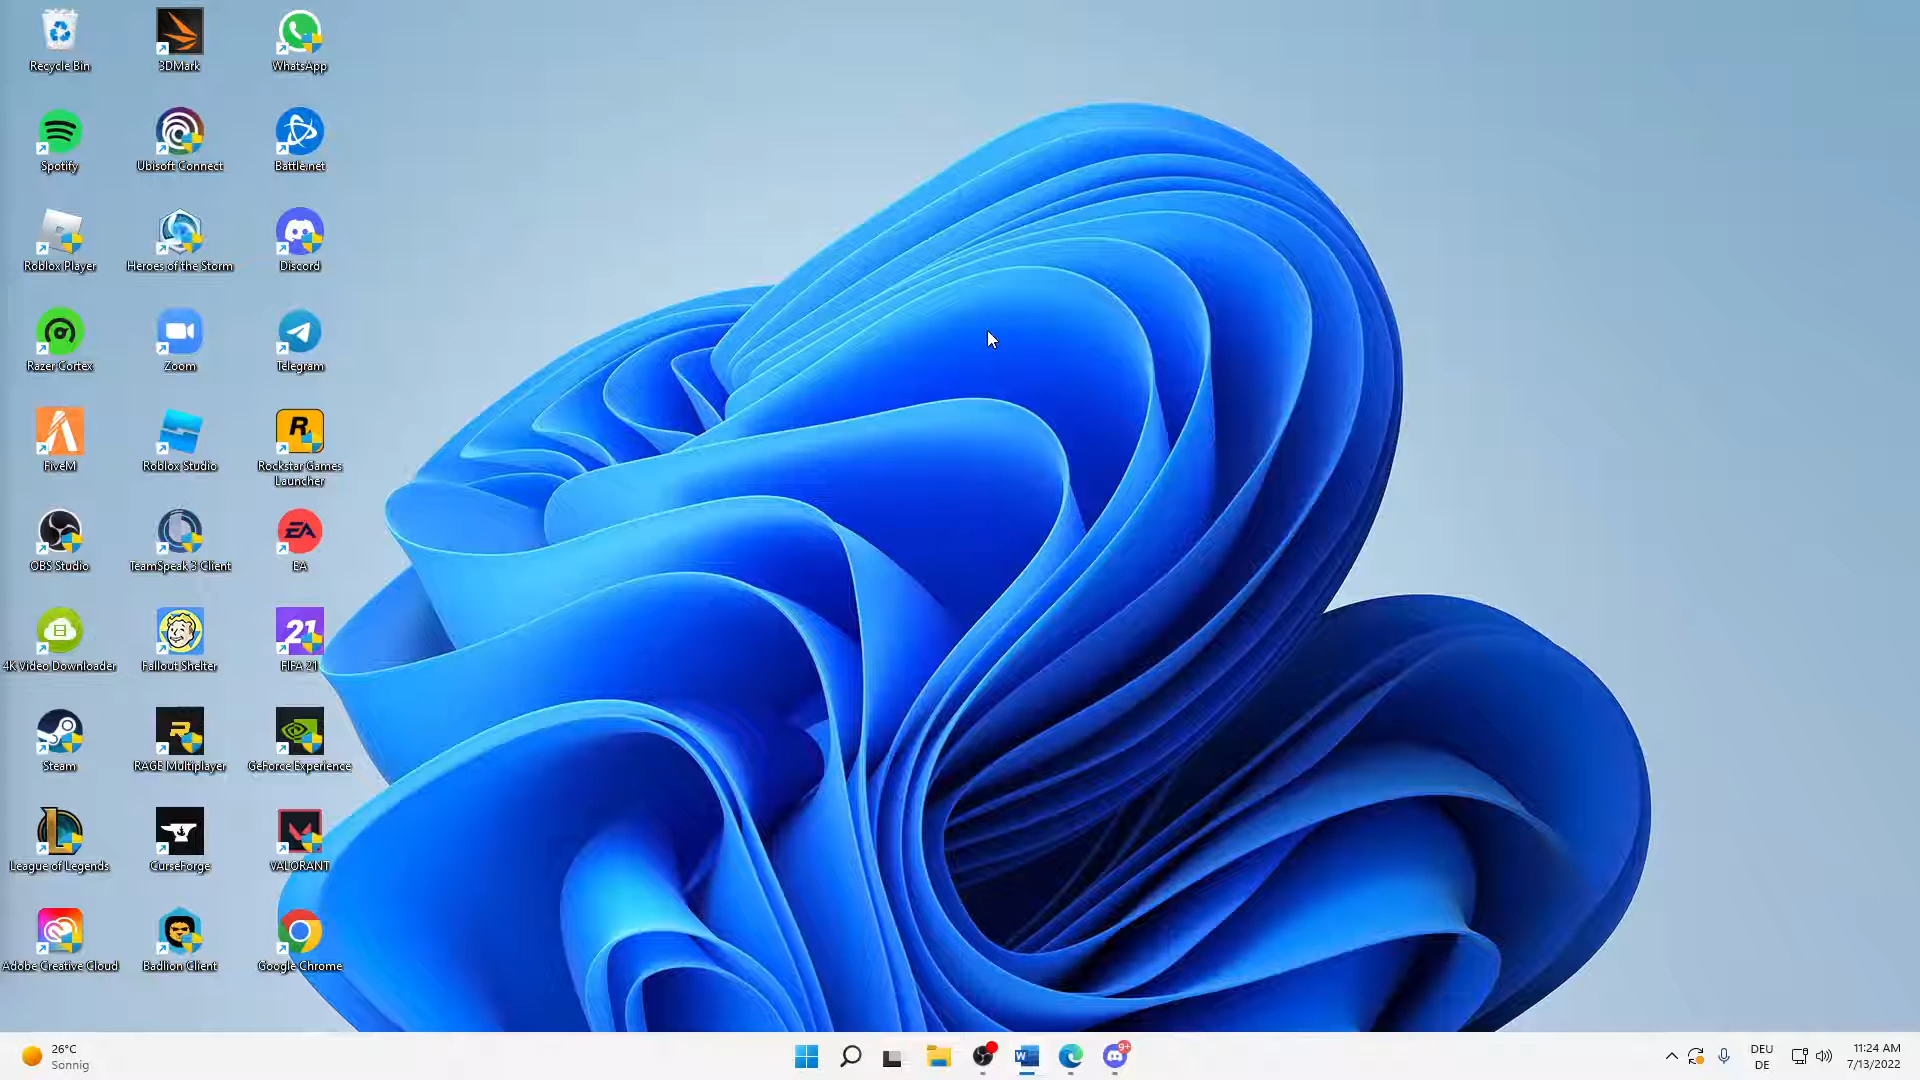 Recycle Bin
3DMark
WhatsApp
Spotify
Ubisoft Connect
Battle.net
Roblox Player
Heroes of the Storm
Discord
Razer Cortex
Zoom
Telegram
FiveM
Roblox Studio
R
Rockstar Games
Launcher
OBS Studio
TeamSpeak 3 Client
EA
EA
4K Video Downloader
Fallout Shelter
21
FIFA 21
Steam
RAGE Multiplayer
GeForce Experience
League of Legends
CurseForge
VALORANT
Adobe Creative Cloud
Badlion Client
Google Chrome
26°C
Sonnig
W
9+
DEU
DE
11:24 AM
7/13/2022